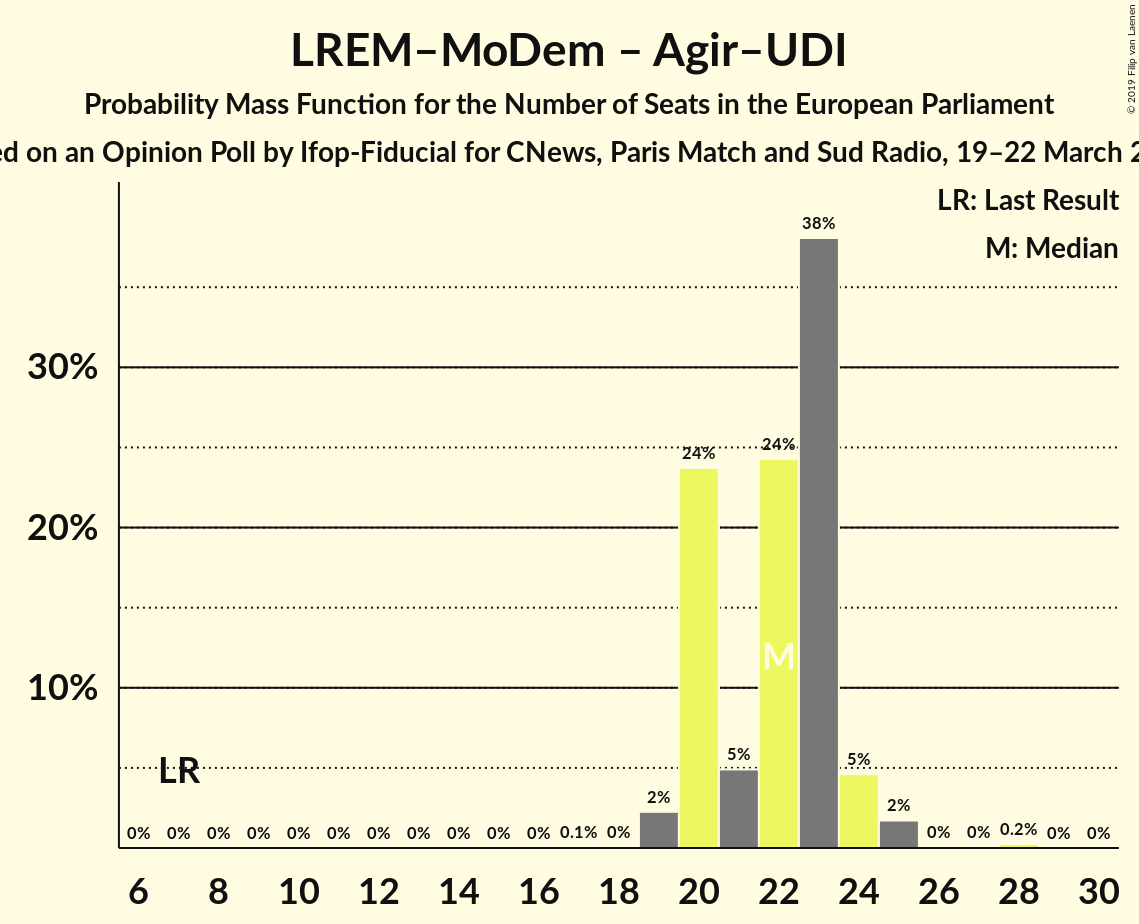 LREM–MoDem – Agir–UDI
Probability Mass Function for the Number of Seats in the European Parliament
on an Opinion Poll by Ifop-Fiducial for CNews, Paris Match and Sud Radio, 19–22 March
© 2019 Filip van Laenen
LR: Last Result
M: Median
38%
30%
24% 24%
20%
M
10%
LR
5% 5%
2% 2%
0% 0% 0% 0% 0% 0% 0% 0% 0% 0% 0% 0.1% 0% 0% 0% 0.2% 0% 0%
6 8 10 12 14 16 18 20 22 24 26 28 30